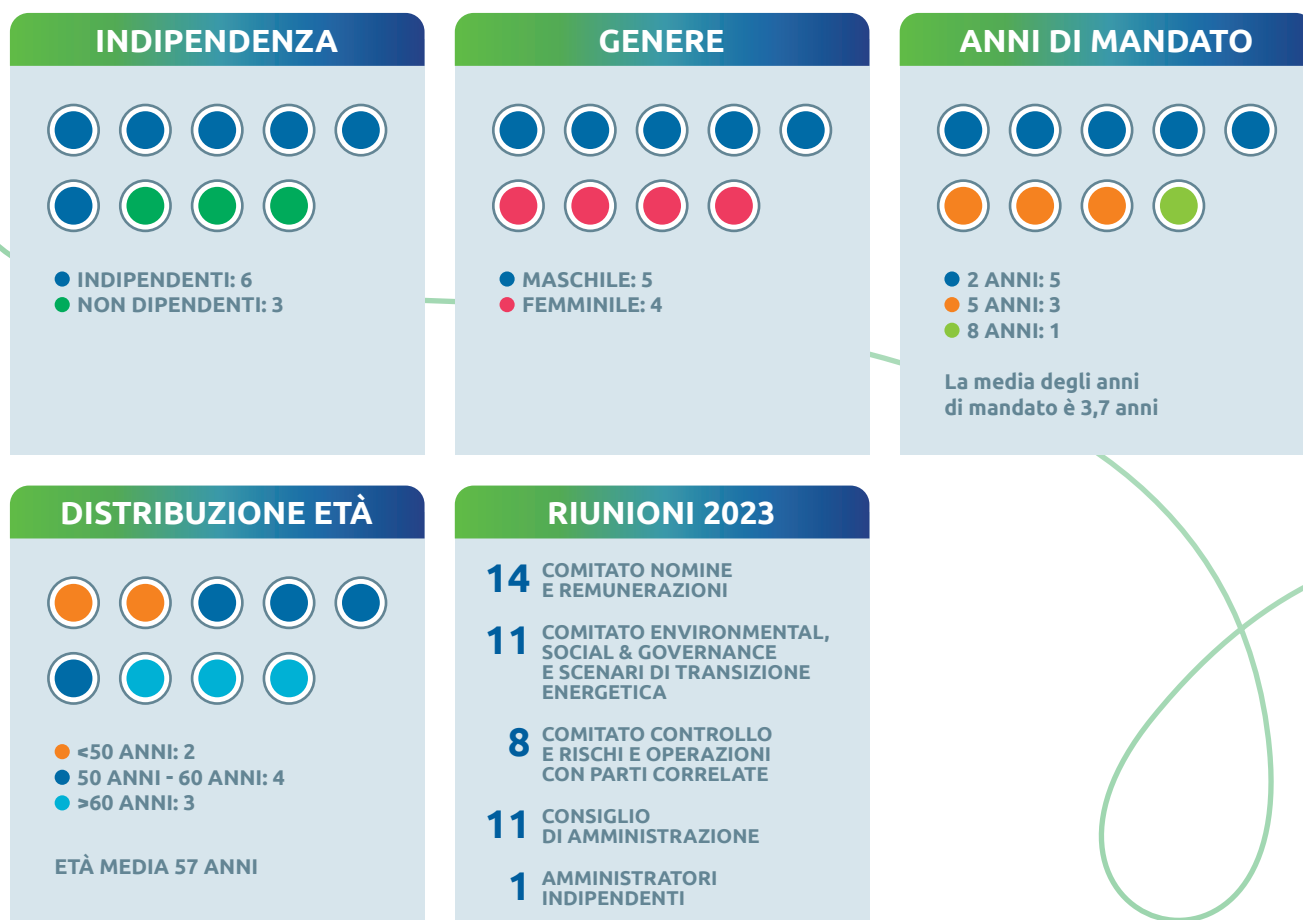 INDIPENDENZA
INDIPENDENTI: 6
NON DIPENDENTI: 3
GENERE
MASCHILE: 5
FEMMINILE: 4
ANNI DI MANDATO
2 ANNI: 5
5 ANNI: 3
8 ANNI: 1
La media degli anni
di mandato è 3,7 anni
DISTRIBUZIONE ETÀ
<50 ANNI: 2
50 ANNI - 60 ANNI: 4
>60 ANNI: 3
ETÀ MEDIA 57 ANNI
RIUNIONI 2023
14 COMITATO NOMINE
E REMUNERAZIONI
11 COMITATO ENVIRONMENTAL,
SOCIAL & GOVERNANCE
E SCENARI DI TRANSIZIONE
ENERGETICA
8 COMITATO CONTROLLO
E RISCHI E OPERAZIONI
CON PARTI CORRELATE
11 CONSIGLIO
DI AMMINISTRAZIONE
1 AMMINISTRATORI
INDIPENDENTI